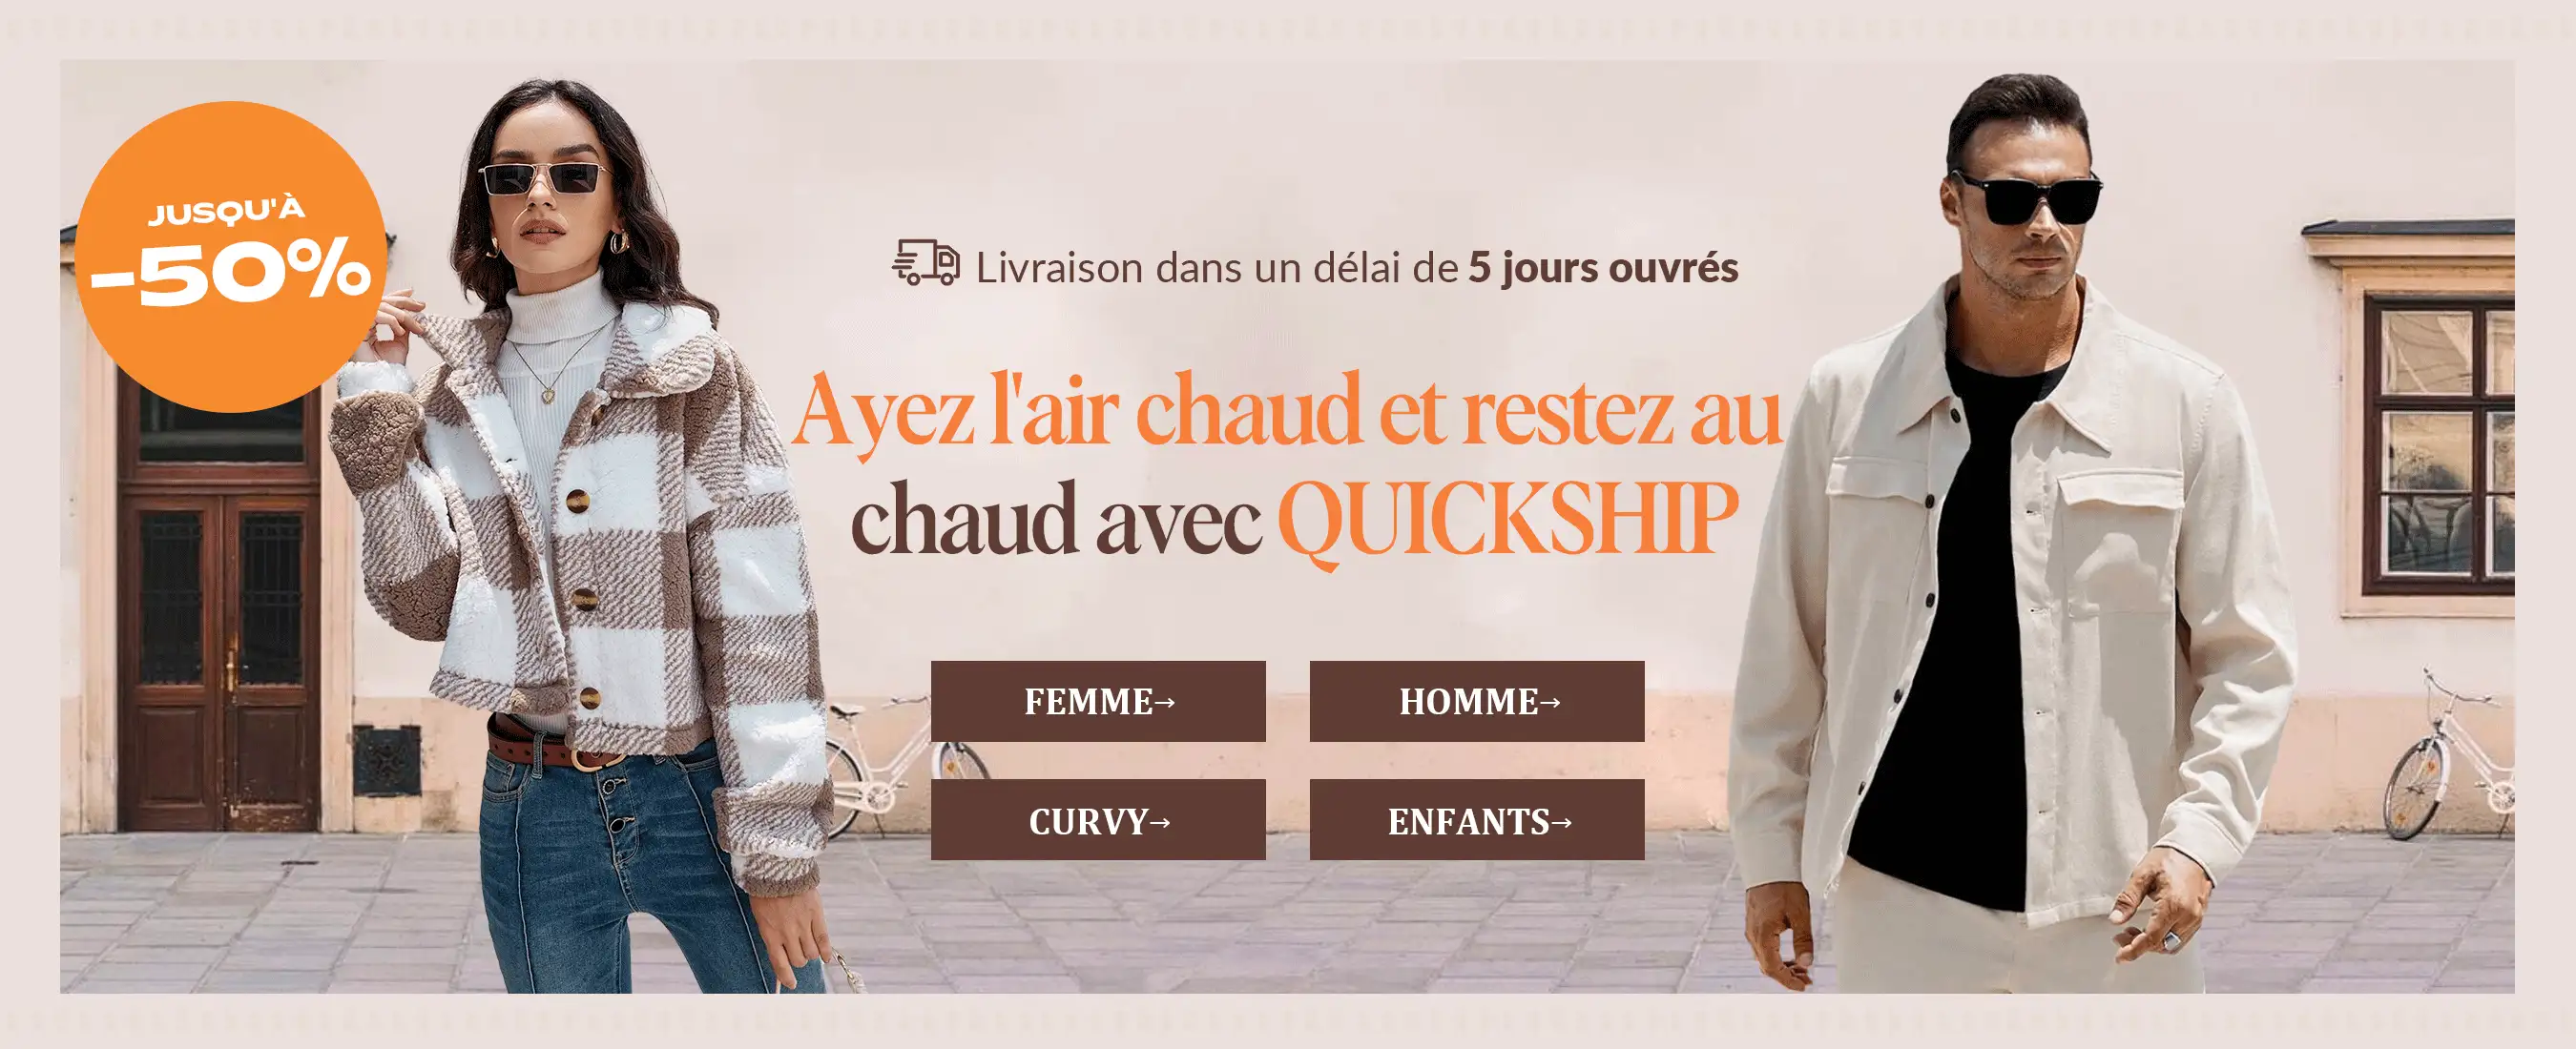 JUSQU'À
-50%
Livraison dans un délai de 5 jours ouvrés
Ayez l'air chaud et restez au
chaud avec QUICKSHIP
FEMME→
HOMME→
CURVY→
ENFANTS→